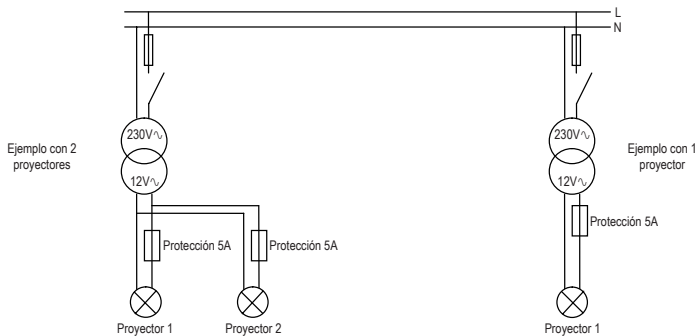 L
N
230V∿
230V∿
Ejemplo con 2
proyectores
Ejemplo con 1
proyector
12V∿
12V∿
Protección 5A
Protección 5A
Protección 5A
Proyector 1
Proyector 2
Proyector 1